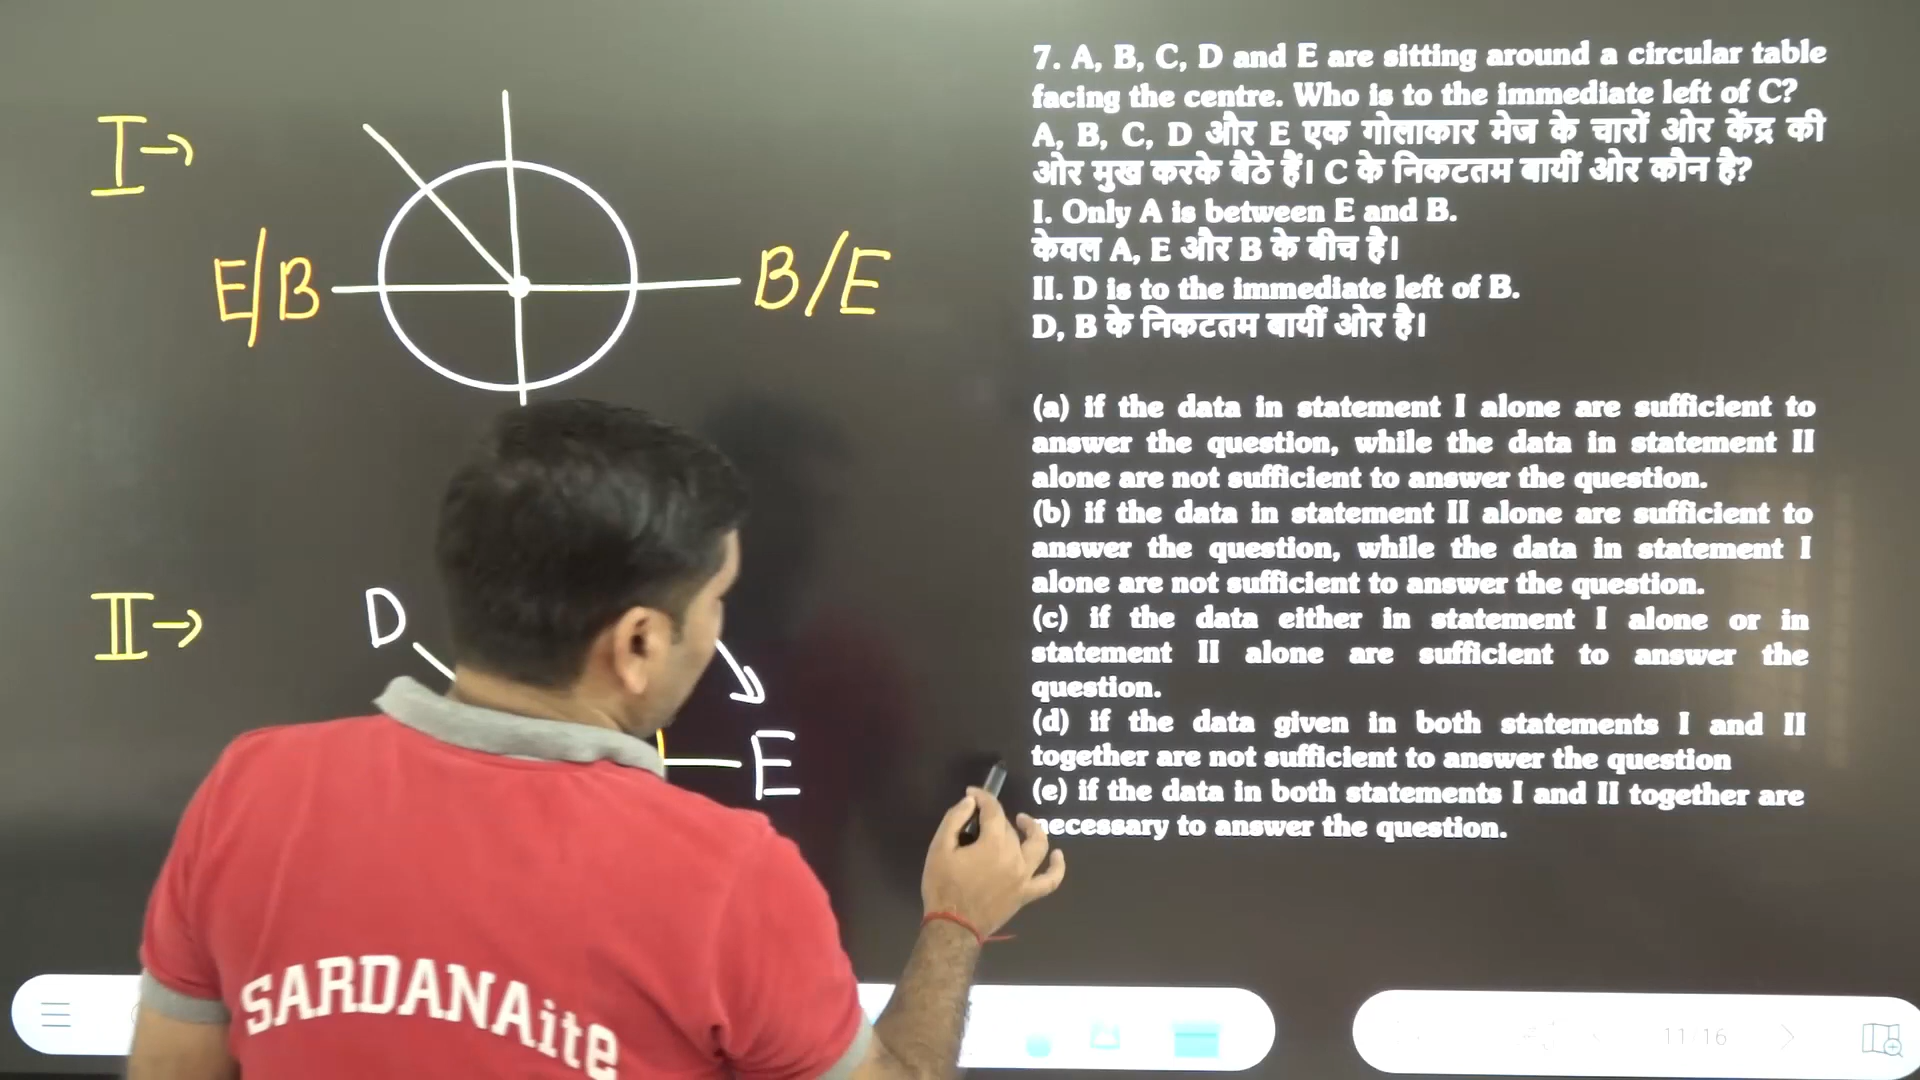 7. A, B, C, D and E are sitting around a circular table
facing the centre. Who is to the immediate left of C?
A, B, C, D और E एक गोलाकार मेज के चारों ओर केंद्र की
ओर मुख करके बैठे हैं। C के निकटतम बायीं ओर कौन है?
I. Only A is between E and B.
केवल A, E और B के बीच है।
II. D is to the immediate left of B.
D, B के निकटतम बायीं ओर है।
(a) if the data in statement I alone are sufficient to
answer the question, while the data in statement II
alone are not sufficient to answer the question.
(b) if the data in statement II alone are sufficient to
answer the question, while the data in statement I
alone are not sufficient to answer the question.
(c) if the data either in statement I alone or in
statement II alone are sufficient to answer the
question.
(d) if the data given in both statements I and II
together are not sufficient to answer the question
(e) if the data in both statements I and II together are
necessary to answer the question.
I→
E/B
B/E
II→
D
E
SARDANAite
11/16